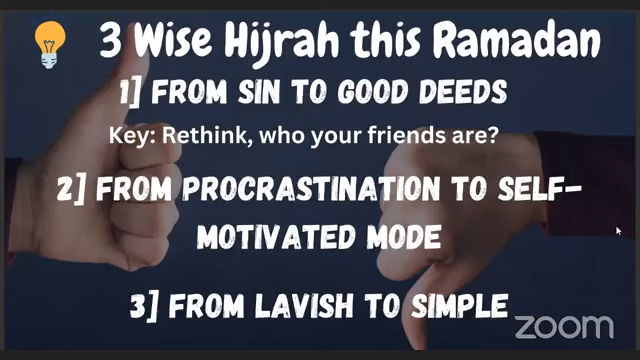 3 Wise Hijrah this Ramadan
1] FROM SIN TO GOOD DEEDS
Key: Rethink, who your friends are?
2] FROM PROCRASTINATION TO SELF-
MOTIVATED MODE
3] FROM LAVISH TO SIMPLE
zoom